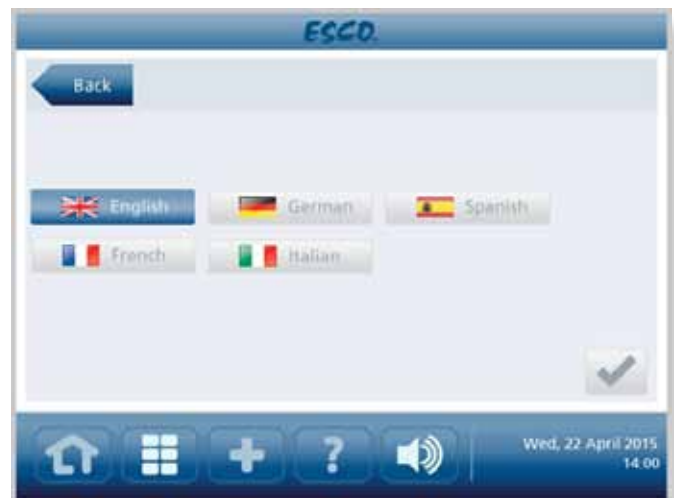 ESCO.
Back
English German Spanish
French Italian
?
Wed, 22 April 2015
14:00